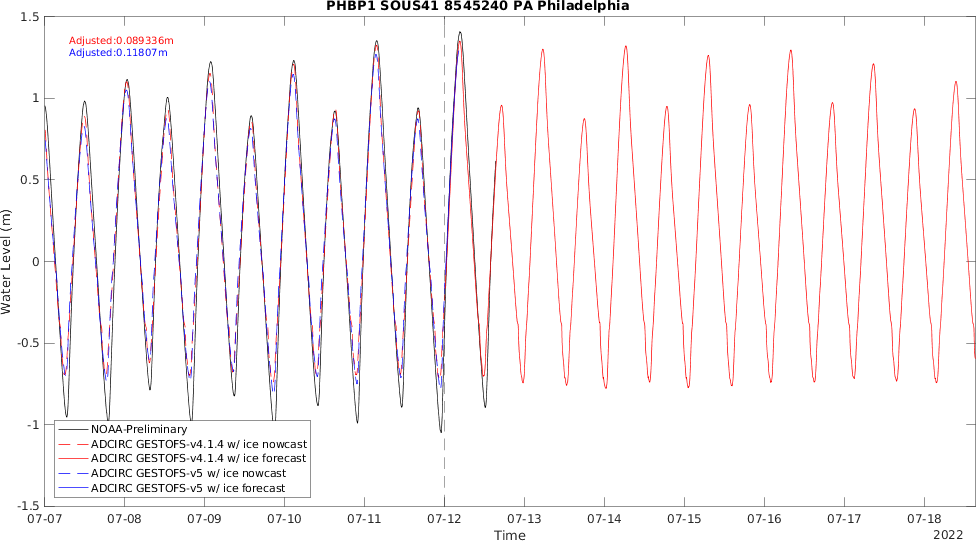 PHBP1 SOUS41 8545240 PA Philadelphia
Adjusted:0.089336m
Adjusted:0.11807m
1.5
1
0.5
0
-0.5
-1
-1.5
Water Level (m)
NOAA-Preliminary
ADCIRC GESTOFS-v4.1.4 w/ ice nowcast
ADCIRC GESTOFS-v4.1.4 w/ ice forecast
ADCIRC GESTOFS-v5 w/ ice nowcast
ADCIRC GESTOFS-v5 w/ ice forecast
07-07 07-08 07-09 07-10 07-11 07-12 07-13 07-14 07-15 07-16 07-17 07-18
Time
2022